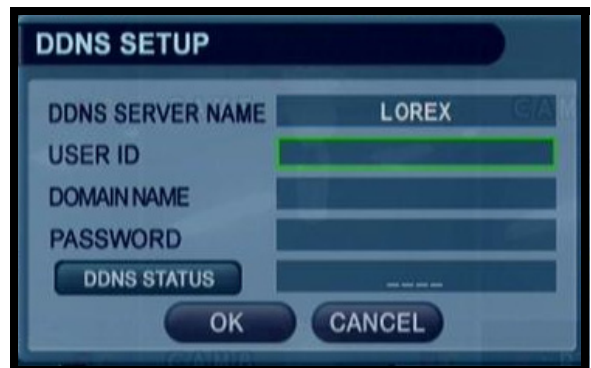 DDNS SETUP
DDNS SERVER NAME LOREX
USER ID
DOMAIN NAME
PASSWORD
DDNS STATUS ----
OK CANCEL